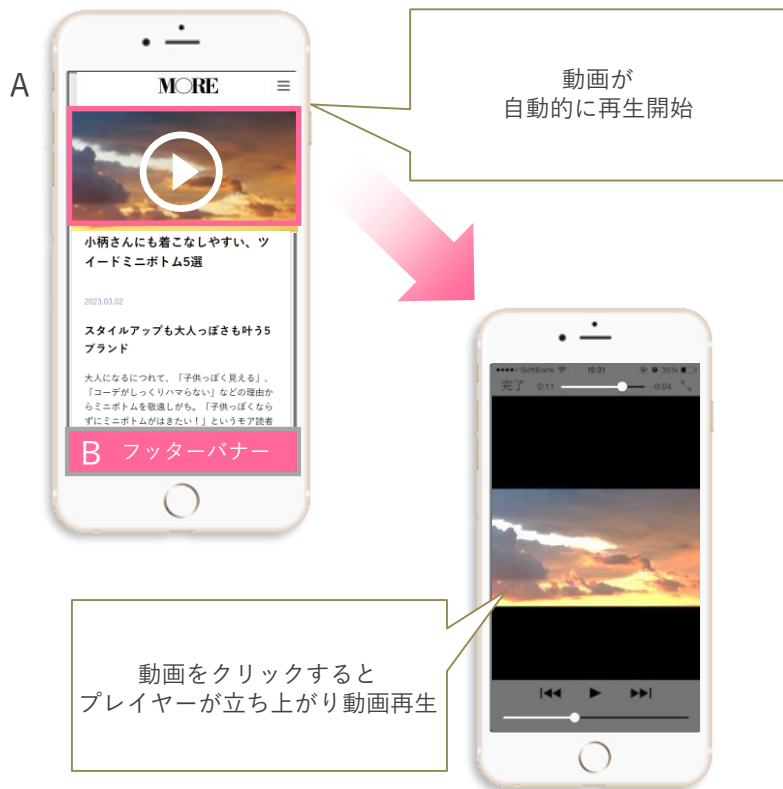 A
MORE
動画が
自動的に再生開始
小柄さんにも着こなしやすい、ツ
イードミニボトム5選
2023.03.02
スタイルアップも大人っぽさも叶う5
ブランド
大人になるにつれて、「子供っぽく見える」、
「コーデがしっくりハマらない」などの理由か
らミニボトムを敬遠しがち。「子供っぽくなら
ずにミニボトムがはきたい！」というモア読者
B フッターバナー
SoftBank 15:31 35%
完了 0:11 -0:04
動画をクリックすると
プレイヤーが立ち上がり動画再生